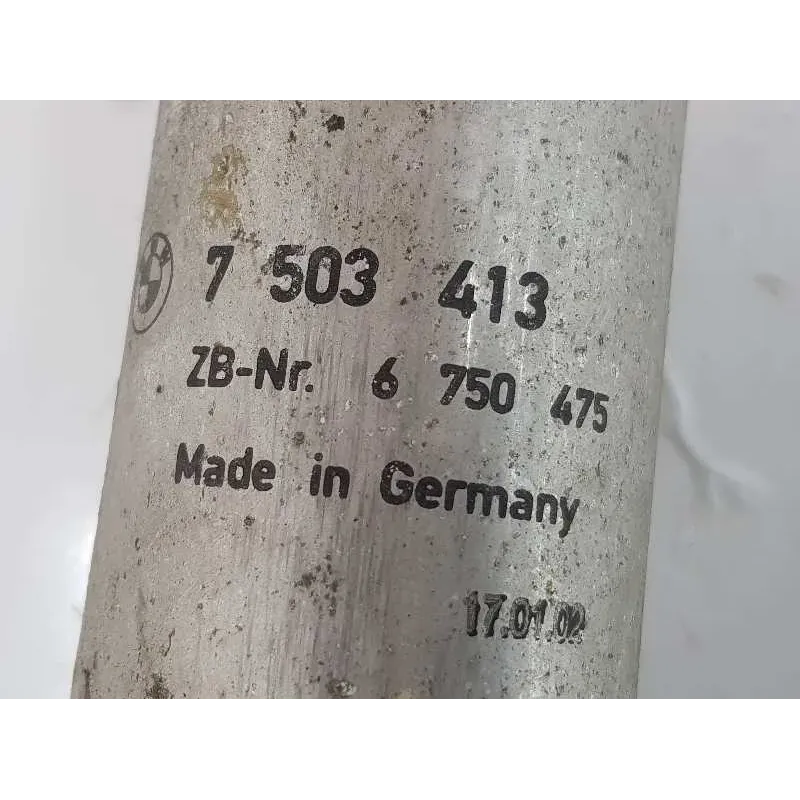 7 503 413
ZB-Nr. 6 750 475
Made in Germany
17.01.02